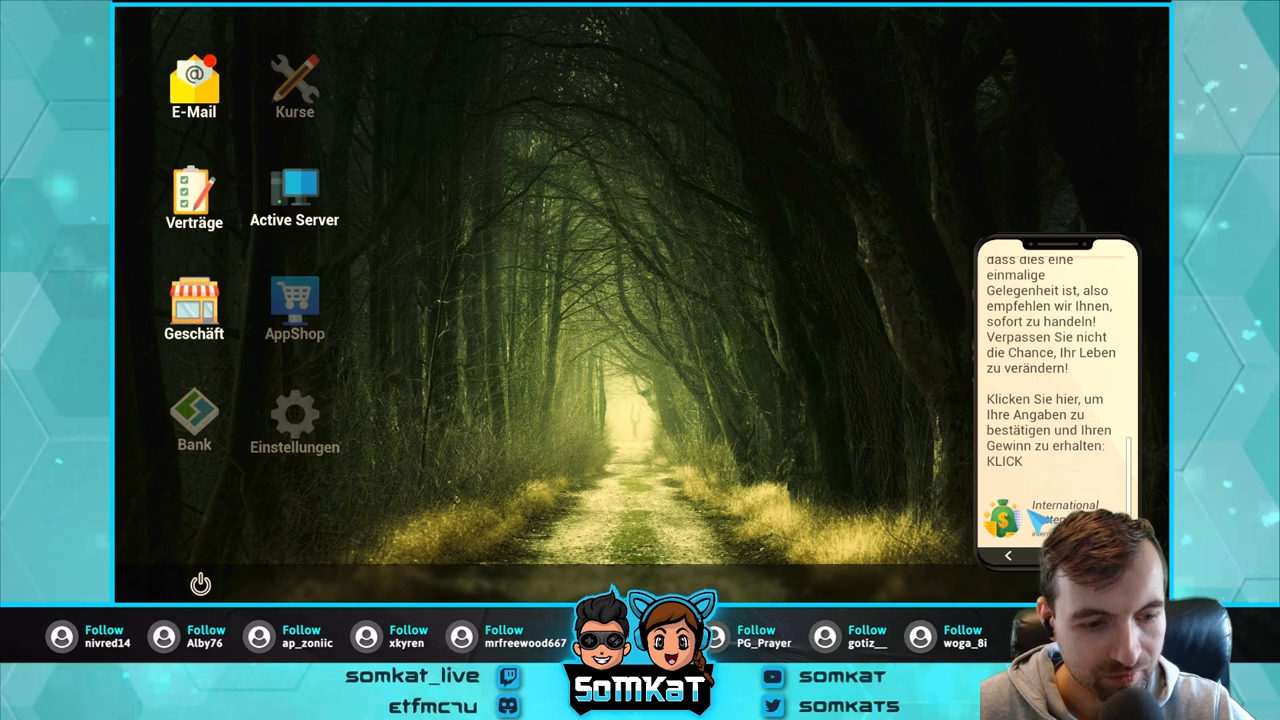 E-Mail
Kurse
Verträge
Active Server
Geschäft
AppShop
Bank
Einstellungen
dass dies eine
einmalige
Gelegenheit ist, also
empfehlen wir Ihnen,
sofort zu handeln!
Verpassen Sie nicht
die Chance, Ihr Leben
zu verändern!
Klicken Sie hier, um
Ihre Angaben zu
bestätigen und Ihren
Gewinn zu erhalten:
KLICK
International
Follow
nivred14
Follow
Alby76
Follow
ap_zoniic
Follow
xkyren
Follow
mrfreewood667
Follow
PG_Prayer
Follow
gotiz__
Follow
woga_8i
somkat_live
SOMKAT
SOMKAT
SOMKATS